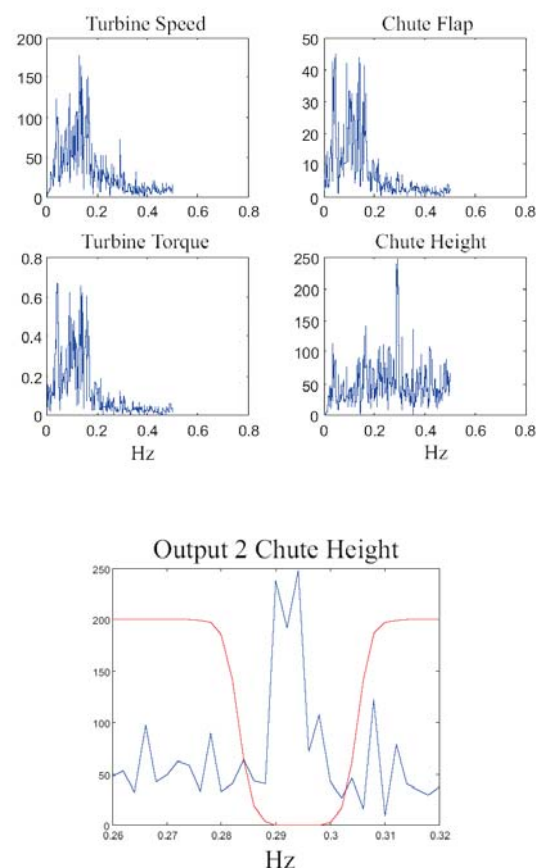 Turbine Speed
200
150
100
50
0
0 0.2 0.4 0.6 0.8
Chute Flap
50
40
30
20
10
0
0 0.2 0.4 0.6 0.8
Turbine Torque
0.8
0.6
0.4
0.2
0
0 0.2 0.4 0.6 0.8
Hz
Chute Height
250
200
150
100
50
0
0 0.2 0.4 0.6 0.8
Hz
Output 2 Chute Height
250
200
150
100
50
0
0.26 0.27 0.28 0.29 0.3 0.31 0.32
Hz